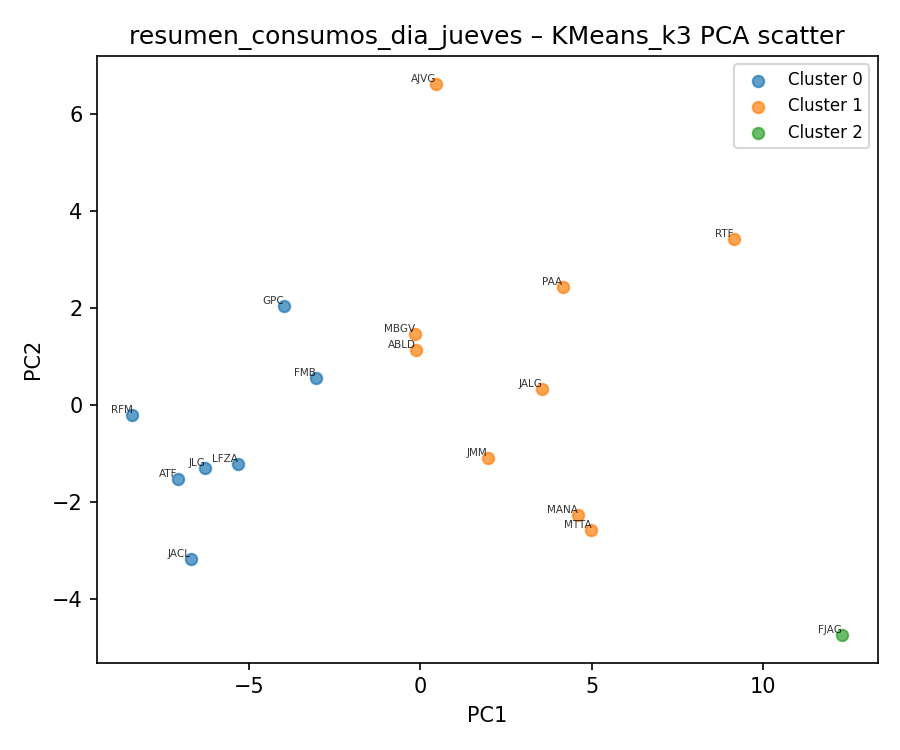 resumen_consumos_dia_jueves – KMeans_k3 PCA scatter
Cluster 0
Cluster 1
Cluster 2
AJVG
RTF
PAA
GPC
MBGV
ABLD
FMB
JALG
RFM
JMM
LFZA
JLG
ATF
MANA
MTTA
JACL
FJAG
6
4
2
0
−2
−4
PC2
−5
0
5
10
PC1